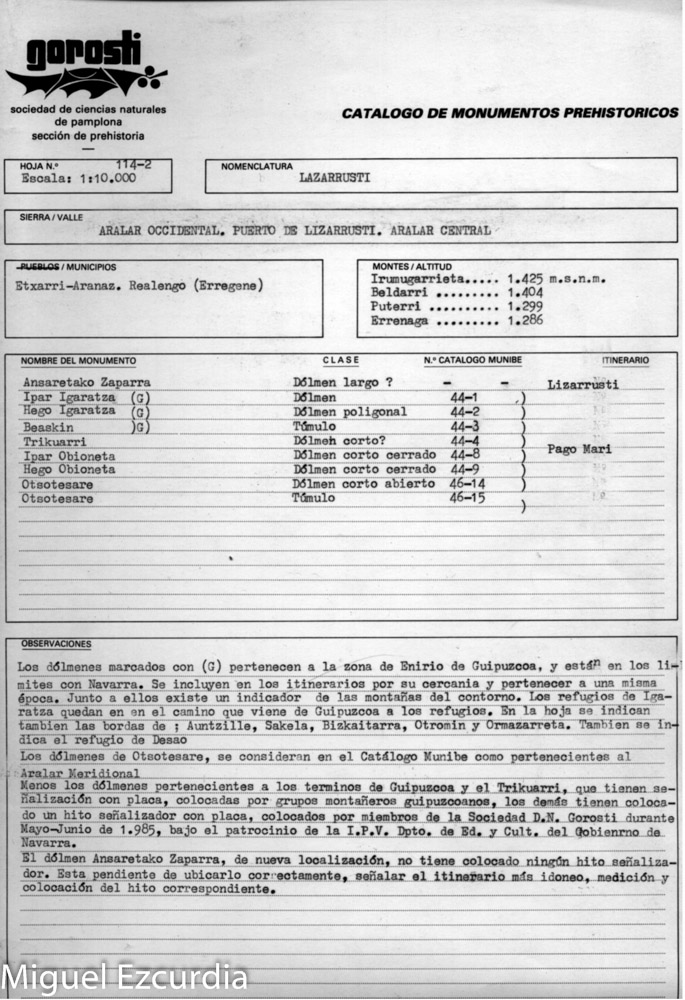 gorosti
sociedad de ciencias naturales
de pamplona
sección de prehistoria
CATALOGO DE MONUMENTOS PREHISTORICOS
HOJA N.º 114-2
Escala: 1:10.000
NOMENCLATURA
LAZARRUSTI
SIERRA / VALLE
ARALAR OCCIDENTAL. PUERTO DE LIZARRUSTI. ARALAR CENTRAL
PUEBLOS / MUNICIPIOS
Etxarri-Aranaz. Realengo (Erregene)
MONTES / ALTITUD
Irumugarrieta..... 1.425 m.s.n.m.
Beldarri ......... 1.404
Puterri .......... 1.299
Errenaga ......... 1.286
NOMBRE DEL MONUMENTO CLASE N.º CATALOGO MUNIBE ITINERARIO
Ansaretako Zaparra Dólmen largo ? - - Lizarrusti
Ipar Igaratza (G) Dólmen 44-1 )
Hego Igaratza (G) Dólmen poligonal 44-2 )
Beaskin )G) Túmulo 44-3 )
Trikuarri Dólmeh corto? 44-4 )
Ipar Obioneta Dólmen corto cerrado 44-8 ) Pago Mari
Hego Obioneta Dólmen corto cerrado 44-9 )
Otsotesare Dólmen corto abierto 46-14 )
Otsotesare Túmulo 46-15
)
OBSERVACIONES
Los dólmenes marcados con (G) pertenecen a la zona de Enirio de Guipuzcoa, y están en los li-
mites con Navarra. Se incluyen en los itinerarios por su cercania y pertenecer a una misma
época. Junto a ellos existe un indicador de las montañas del contorno. Los refugios de Iga-
ratza quedan en en el camino que viene de Guipuzcoa a los refugios. En la hoja se indican
tambien las bordas de ; Auntzille, Sakela, Bizkaitarra, Otromin y Ormazarreta. Tambien se in-
dica el refugio de Desao
Los dólmenes de Otsotesare, se consideran en el Catálogo Munibe como pertenecientes al
Aralar Meridional
Menos los dólmenes pertenecientes a los terminos de Guipuzcoa y el Trikuarri, que tienen se-
ñalización con placa, colocadas por grupos montañeros guipuzcoanos, los demás tienen coloca-
do un hito señalizador con placa, colocados por miembros de la Sociedad D.N. Gorosti durante
Mayo-Junio de 1.985, bajo el patrocinio de la I.P.V. Dpto. de Ed. y Cult. del Gobienrno de
Navarra.
El dólmen Ansaretako Zaparra, de nueva localización, no tiene colocado ningún hito señaliza-
dor. Esta pendiente de ubicarlo correctamente, señalar el itinerario más idoneo, medición y
colocación del hito correspondiente.
Miguel Ezcurdia